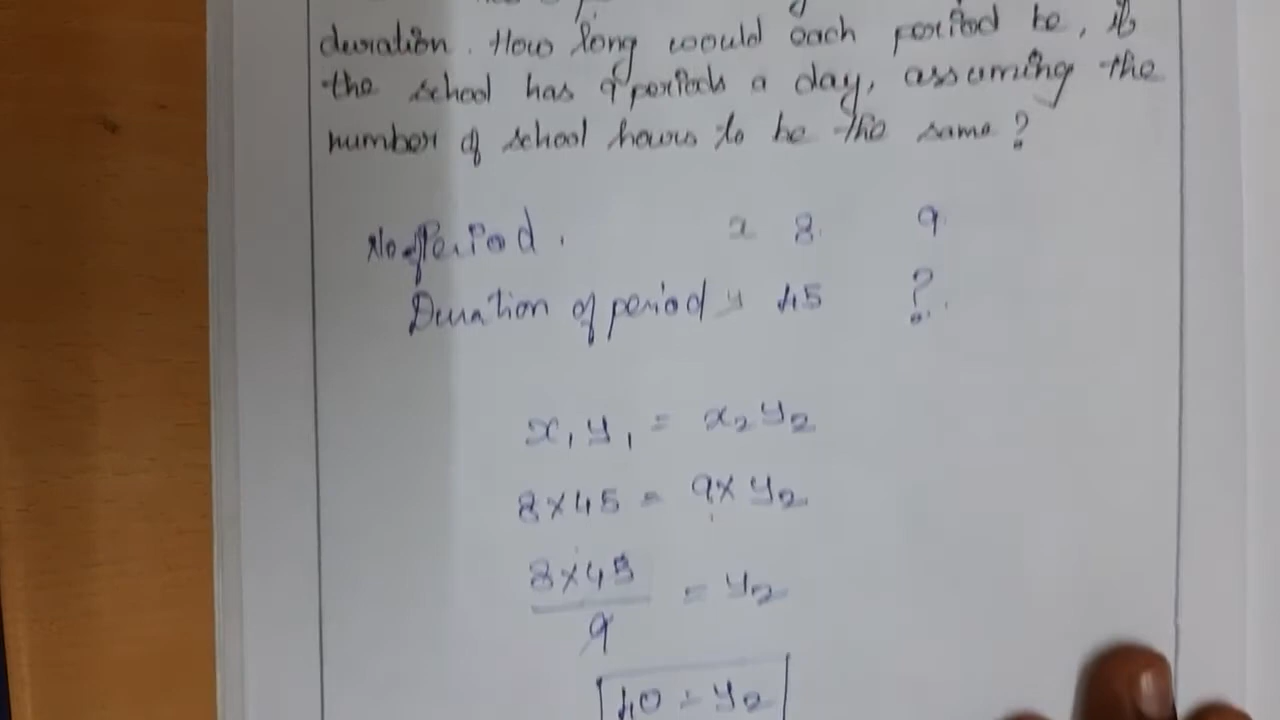 duration. How long would each period be, if
the school has 9 periods a day, assuming the
number of school hours to be the same ?
No of Period . x 8 9
Duration of period y 45 ?
x₁y₁ = x₂y₂
8×45 = 9×y₂
8×45 / 9 = y₂
40 = y₂